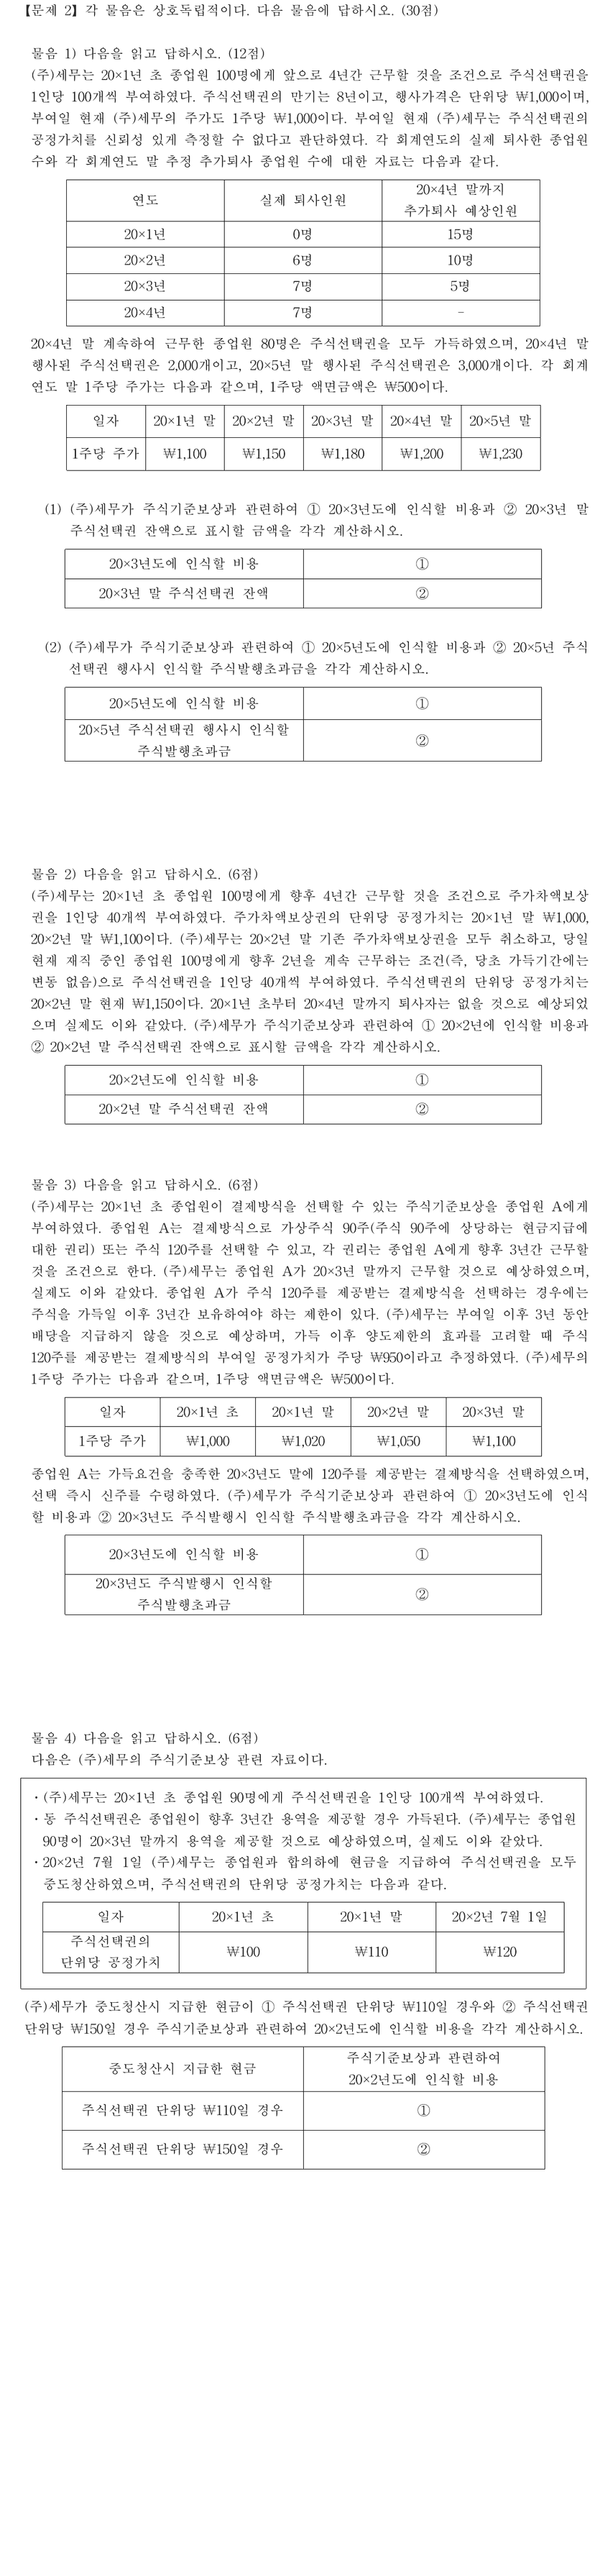 【문제 2】 각 물음은 상호독립적이다. 다음 물음에 답하시오. (30점)
물음 1) 다음을 읽고 답하시오. (12점)
(주)세무는 20×1년 초 종업원 100명에게 앞으로 4년간 근무할 것을 조건으로 주식선택권을
1인당 100개씩 부여하였다. 주식선택권의 만기는 8년이고, 행사가격은 단위당 ₩1,000이며,
부여일 현재 (주)세무의 주가도 1주당 ₩1,000이다. 부여일 현재 (주)세무는 주식선택권의
공정가치를 신뢰성 있게 측정할 수 없다고 판단하였다. 각 회계연도의 실제 퇴사한 종업원
수와 각 회계연도 말 추정 추가퇴사 종업원 수에 대한 자료는 다음과 같다.
연도 실제 퇴사인원 20×4년 말까지
추가퇴사 예상인원
20×1년 0명 15명
20×2년 6명 10명
20×3년 7명 5명
20×4년 7명 –
20×4년 말 계속하여 근무한 종업원 80명은 주식선택권을 모두 가득하였으며, 20×4년 말
행사된 주식선택권은 2,000개이고, 20×5년 말 행사된 주식선택권은 3,000개이다. 각 회계
연도 말 1주당 주가는 다음과 같으며, 1주당 액면금액은 ₩500이다.
일자 20×1년 말 20×2년 말 20×3년 말 20×4년 말 20×5년 말
1주당 주가 ₩1,100 ₩1,150 ₩1,180 ₩1,200 ₩1,230
(1) (주)세무가 주식기준보상과 관련하여 ① 20×3년도에 인식할 비용과 ② 20×3년 말
주식선택권 잔액으로 표시할 금액을 각각 계산하시오.
20×3년도에 인식할 비용 ①
20×3년 말 주식선택권 잔액 ②
(2) (주)세무가 주식기준보상과 관련하여 ① 20×5년도에 인식할 비용과 ② 20×5년 주식
선택권 행사시 인식할 주식발행초과금을 각각 계산하시오.
20×5년도에 인식할 비용 ①
20×5년 주식선택권 행사시 인식할
주식발행초과금 ②
물음 2) 다음을 읽고 답하시오. (6점)
(주)세무는 20×1년 초 종업원 100명에게 향후 4년간 근무할 것을 조건으로 주가차액보상
권을 1인당 40개씩 부여하였다. 주가차액보상권의 단위당 공정가치는 20×1년 말 ₩1,000,
20×2년 말 ₩1,100이다. (주)세무는 20×2년 말 기존 주가차액보상권을 모두 취소하고, 당일
현재 재직 중인 종업원 100명에게 향후 2년을 계속 근무하는 조건(즉, 당초 가득기간에는
변동 없음)으로 주식선택권을 1인당 40개씩 부여하였다. 주식선택권의 단위당 공정가치는
20×2년 말 현재 ₩1,150이다. 20×1년 초부터 20×4년 말까지 퇴사자는 없을 것으로 예상되었
으며 실제도 이와 같았다. (주)세무가 주식기준보상과 관련하여 ① 20×2년에 인식할 비용과
② 20×2년 말 주식선택권 잔액으로 표시할 금액을 각각 계산하시오.
20×2년도에 인식할 비용 ①
20×2년 말 주식선택권 잔액 ②
물음 3) 다음을 읽고 답하시오. (6점)
(주)세무는 20×1년 초 종업원이 결제방식을 선택할 수 있는 주식기준보상을 종업원 A에게
부여하였다. 종업원 A는 결제방식으로 가상주식 90주(주식 90주에 상당하는 현금지급에
대한 권리) 또는 주식 120주를 선택할 수 있고, 각 권리는 종업원 A에게 향후 3년간 근무할
것을 조건으로 한다. (주)세무는 종업원 A가 20×3년 말까지 근무할 것으로 예상하였으며,
실제도 이와 같았다. 종업원 A가 주식 120주를 제공받는 결제방식을 선택하는 경우에는
주식을 가득일 이후 3년간 보유하여야 하는 제한이 있다. (주)세무는 부여일 이후 3년 동안
배당을 지급하지 않을 것으로 예상하며, 가득 이후 양도제한의 효과를 고려할 때 주식
120주를 제공받는 결제방식의 부여일 공정가치가 주당 ₩950이라고 추정하였다. (주)세무의
1주당 주가는 다음과 같으며, 1주당 액면금액은 ₩500이다.
일자 20×1년 초 20×1년 말 20×2년 말 20×3년 말
1주당 주가 ₩1,000 ₩1,020 ₩1,050 ₩1,100
종업원 A는 가득요건을 충족한 20×3년도 말에 120주를 제공받는 결제방식을 선택하였으며,
선택 즉시 신주를 수령하였다. (주)세무가 주식기준보상과 관련하여 ① 20×3년도에 인식
할 비용과 ② 20×3년도 주식발행시 인식할 주식발행초과금을 각각 계산하시오.
20×3년도에 인식할 비용 ①
20×3년도 주식발행시 인식할
주식발행초과금 ②
물음 4) 다음을 읽고 답하시오. (6점)
다음은 (주)세무의 주식기준보상 관련 자료이다.
· (주)세무는 20×1년 초 종업원 90명에게 주식선택권을 1인당 100개씩 부여하였다.
· 동 주식선택권은 종업원이 향후 3년간 용역을 제공할 경우 가득된다. (주)세무는 종업원
90명이 20×3년 말까지 용역을 제공할 것으로 예상하였으며, 실제도 이와 같았다.
· 20×2년 7월 1일 (주)세무는 종업원과 합의하에 현금을 지급하여 주식선택권을 모두
중도청산하였으며, 주식선택권의 단위당 공정가치는 다음과 같다.
일자 20×1년 초 20×1년 말 20×2년 7월 1일
주식선택권의
단위당 공정가치 ₩100 ₩110 ₩120
(주)세무가 중도청산시 지급한 현금이 ① 주식선택권 단위당 ₩110일 경우와 ② 주식선택권
단위당 ₩150일 경우 주식기준보상과 관련하여 20×2년도에 인식할 비용을 각각 계산하시오.
중도청산시 지급한 현금 주식기준보상과 관련하여
20×2년도에 인식할 비용
주식선택권 단위당 ₩110일 경우 ①
주식선택권 단위당 ₩150일 경우 ②